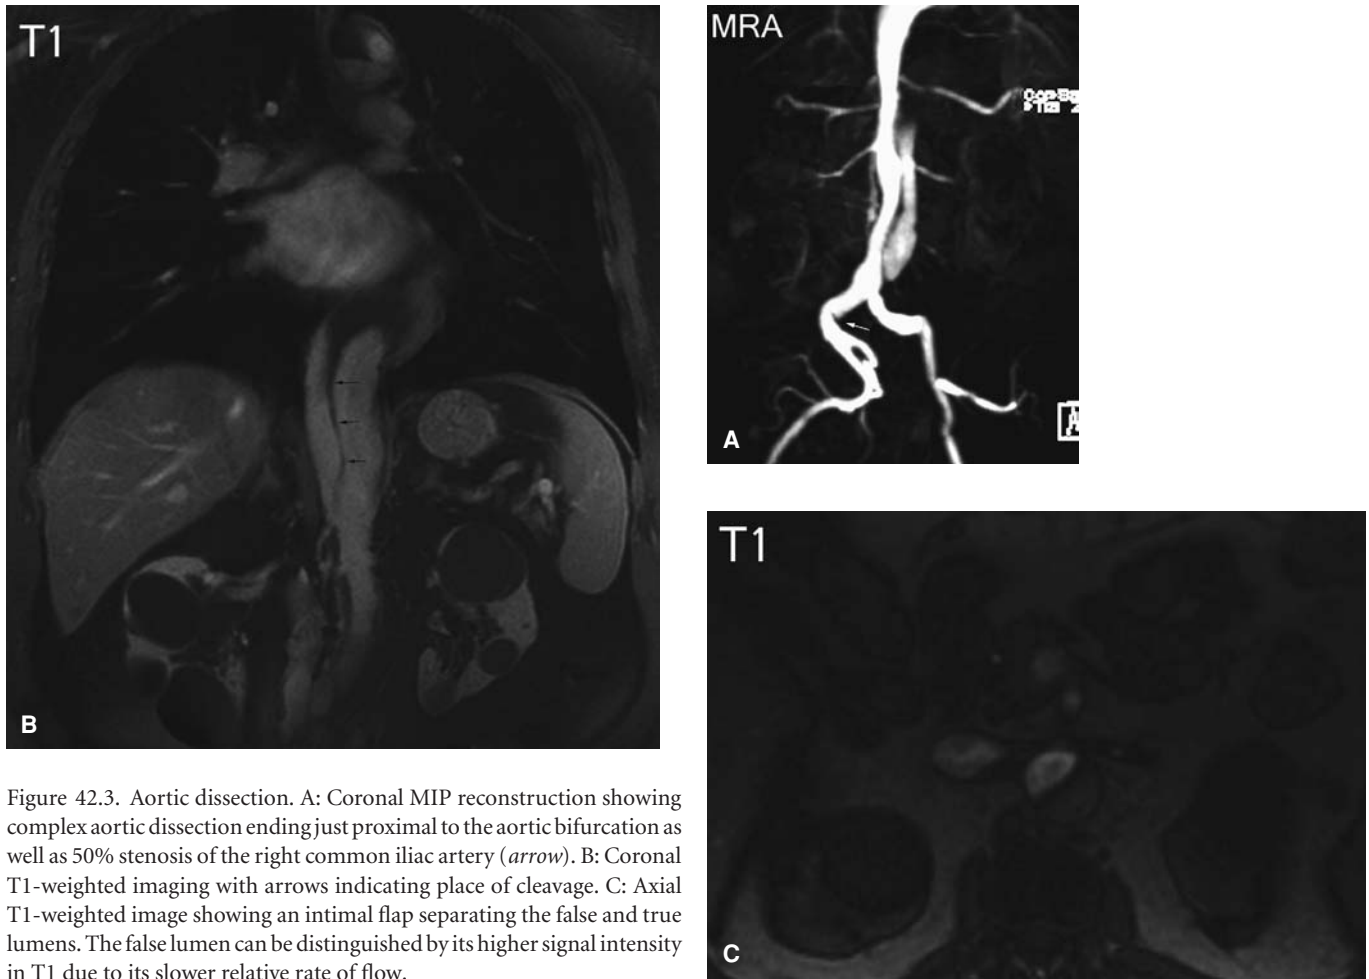 T1
B
MRA
A
A
T1
C
Figure 42.3. Aortic dissection. A: Coronal MIP reconstruction showing
complex aortic dissection ending just proximal to the aortic bifurcation as
well as 50% stenosis of the right common iliac artery (arrow). B: Coronal
T1-weighted imaging with arrows indicating place of cleavage. C: Axial
T1-weighted image showing an intimal flap separating the false and true
lumens. The false lumen can be distinguished by its higher signal intensity
in T1 due to its slower relative rate of flow.